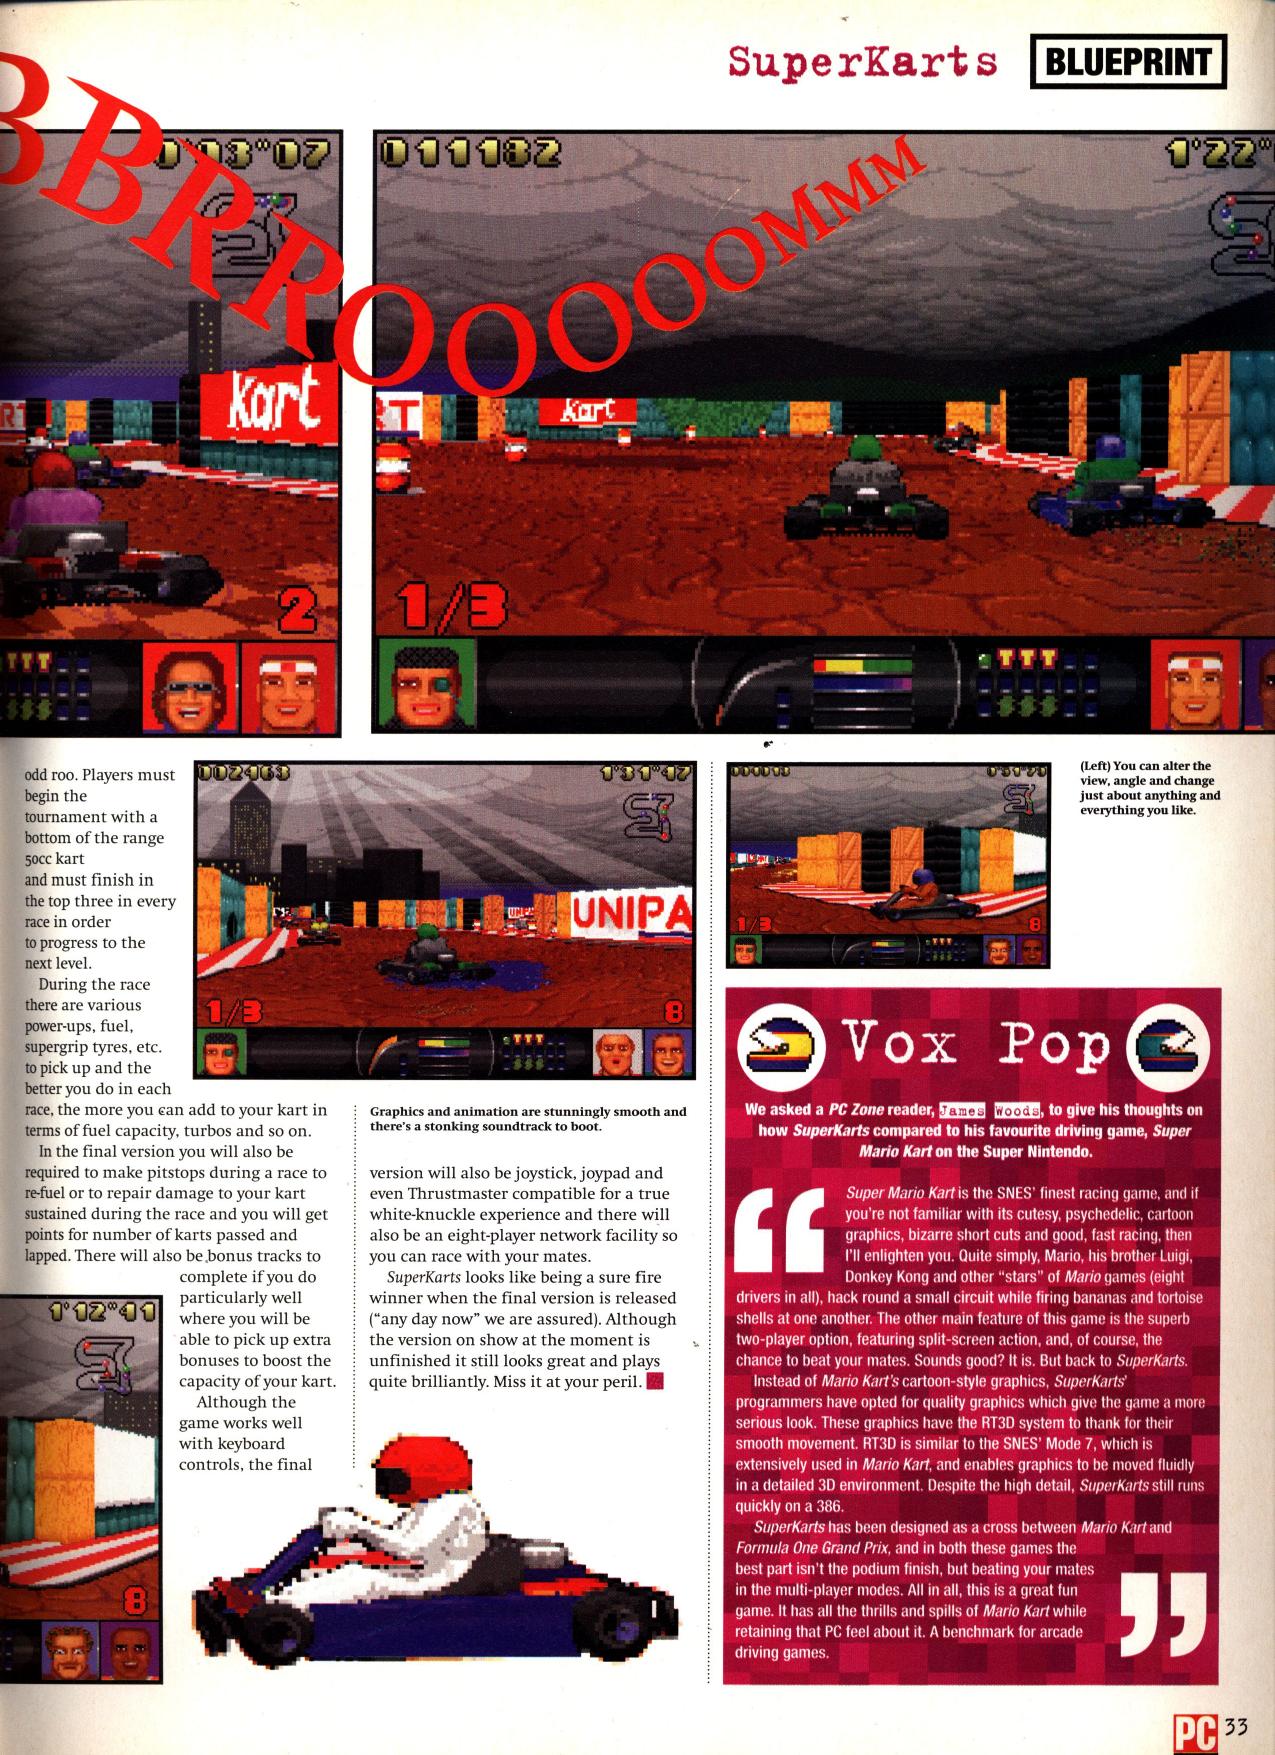 SuperKarts BLUEPRINT
BBRROOOOOMMM
0'03"07
011182
1'22"
Kart
RT
Kart
2
1/3
TTT
TTT
odd roo. Players must
begin the
tournament with a
bottom of the range
50cc kart
and must finish in
the top three in every
race in order
to progress to the
next level.
During the race
there are various
power-ups, fuel,
supergrip tyres, etc.
to pick up and the
better you do in each
race, the more you can add to your kart in
terms of fuel capacity, turbos and so on.
In the final version you will also be
required to make pitstops during a race to
re-fuel or to repair damage to your kart
sustained during the race and you will get
points for number of karts passed and
lapped. There will also be bonus tracks to
complete if you do
particularly well
where you will be
able to pick up extra
bonuses to boost the
capacity of your kart.
Although the
game works well
with keyboard
controls, the final
1'12"41
8
002463
1'31"47
UNIPA
1/3
8
Graphics and animation are stunningly smooth and
there's a stonking soundtrack to boot.
version will also be joystick, joypad and
even Thrustmaster compatible for a true
white-knuckle experience and there will
also be an eight-player network facility so
you can race with your mates.
SuperKarts looks like being a sure fire
winner when the final version is released
("any day now" we are assured). Although
the version on show at the moment is
unfinished it still looks great and plays
quite brilliantly. Miss it at your peril.
1/3
8
(Left) You can alter the
view, angle and change
just about anything and
everything you like.
Vox Pop
We asked a PC Zone reader, James Woods, to give his thoughts on
how SuperKarts compared to his favourite driving game, Super
Mario Kart on the Super Nintendo.
“
Super Mario Kart is the SNES' finest racing game, and if
you're not familiar with its cutesy, psychedelic, cartoon
graphics, bizarre short cuts and good, fast racing, then
I'll enlighten you. Quite simply, Mario, his brother Luigi,
Donkey Kong and other "stars" of Mario games (eight
drivers in all), hack round a small circuit while firing bananas and tortoise
shells at one another. The other main feature of this game is the superb
two-player option, featuring split-screen action, and, of course, the
chance to beat your mates. Sounds good? It is. But back to SuperKarts.
Instead of Mario Kart's cartoon-style graphics, SuperKarts'
programmers have opted for quality graphics which give the game a more
serious look. These graphics have the RT3D system to thank for their
smooth movement. RT3D is similar to the SNES' Mode 7, which is
extensively used in Mario Kart, and enables graphics to be moved fluidly
in a detailed 3D environment. Despite the high detail, SuperKarts still runs
quickly on a 386.
SuperKarts has been designed as a cross between Mario Kart and
Formula One Grand Prix, and in both these games the
best part isn't the podium finish, but beating your mates
in the multi-player modes. All in all, this is a great fun
game. It has all the thrills and spills of Mario Kart while
retaining that PC feel about it. A benchmark for arcade
driving games.
”
PC 33